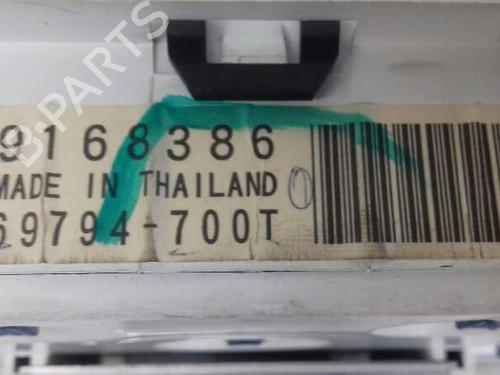 9168386
MADE IN THAILAND
69794-700T
B-PARTS